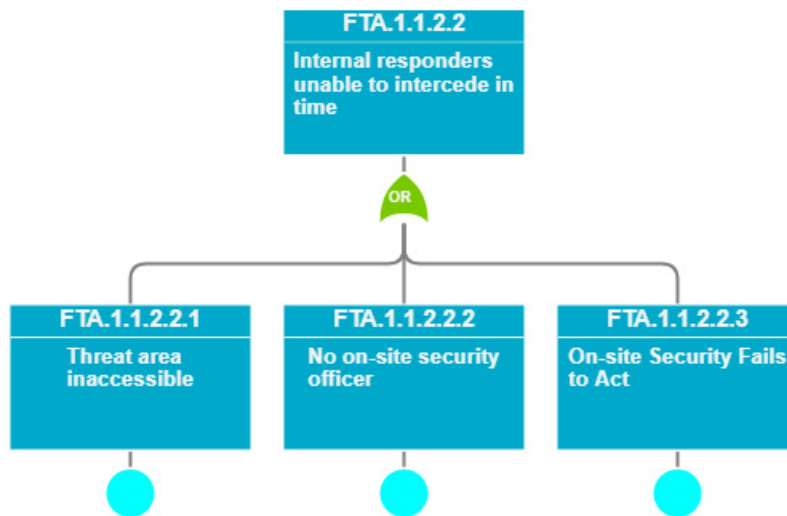 FTA.1.1.2.2
Internal responders
unable to intercede in
time
OR
FTA.1.1.2.2.1
Threat area
inaccessible
FTA.1.1.2.2.2
No on-site security
officer
FTA.1.1.2.2.3
On-site Security Fails
to Act